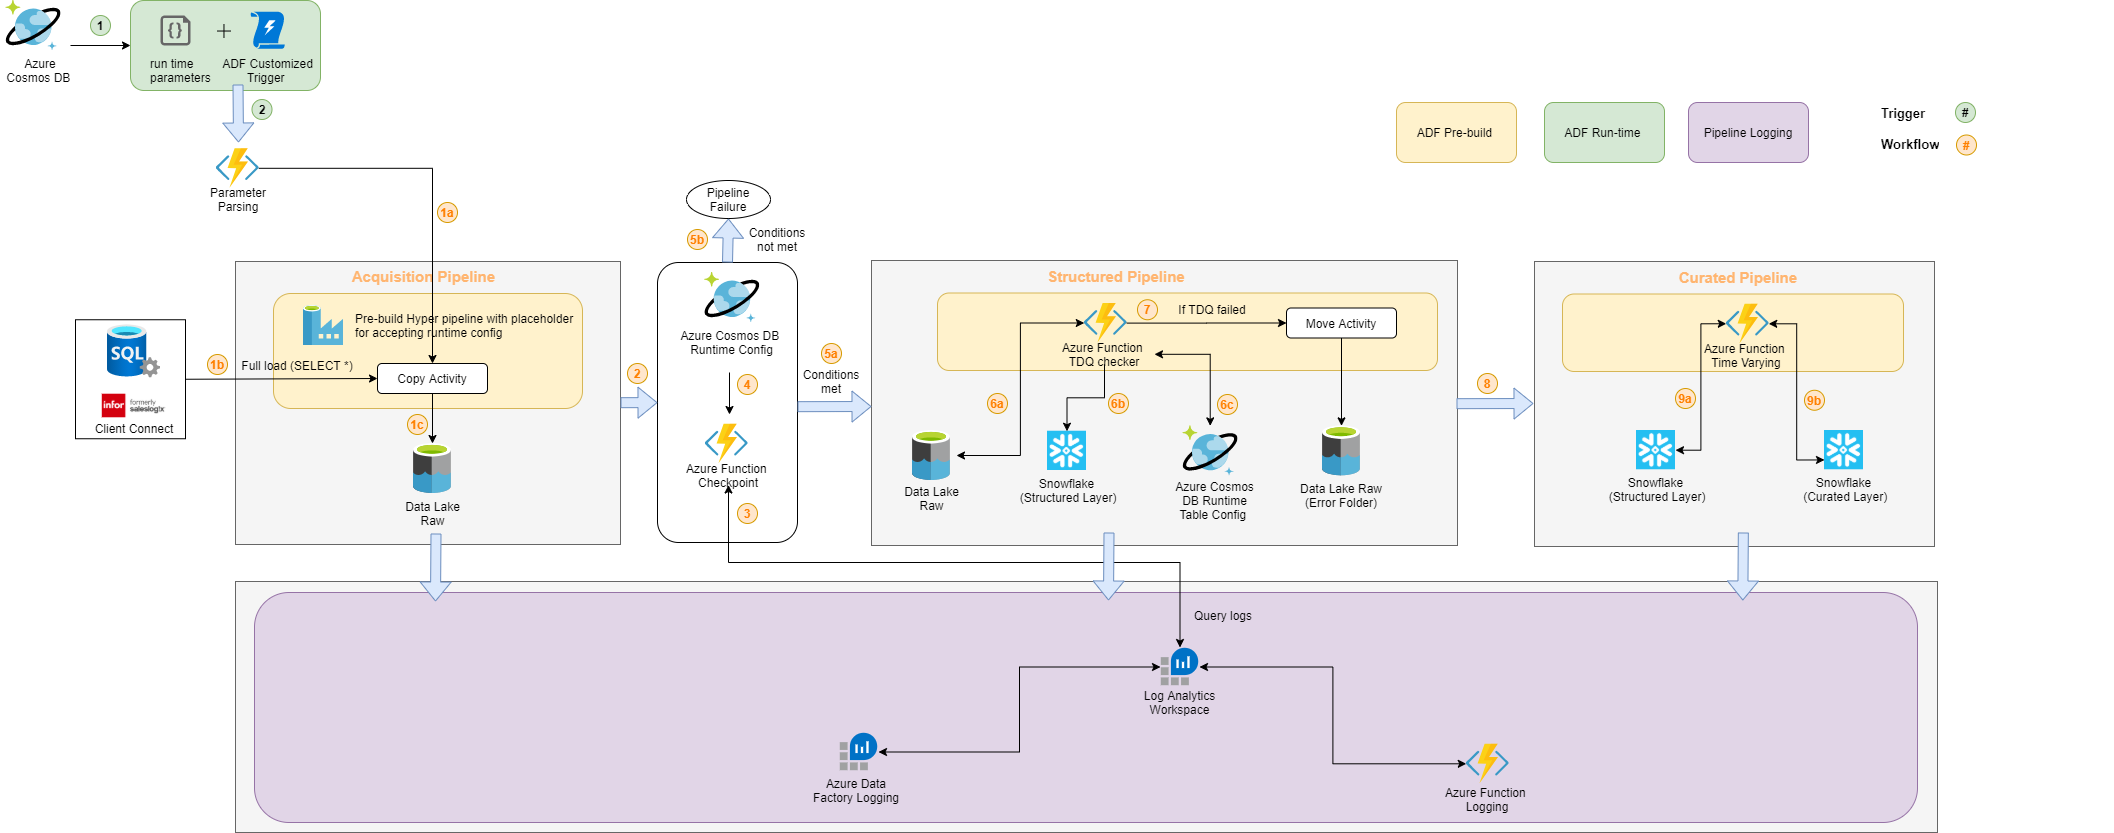 1
Azure
Cosmos DB
{}
+
run time
parameters
ADF Customized
Trigger
2
Parameter
Parsing
ADF Pre-build
ADF Run-time
Pipeline Logging
Trigger
#
Workflow
#
1a
Pipeline
Failure
5b
Conditions
not met
Acquisition Pipeline
Pre-build Hyper pipeline with placeholder
for accepting runtime config
SQL
infor
formerly
saleslogix
Client Connect
1b
Full load (SELECT *)
Copy Activity
1c
Data Lake
Raw
2
Azure Cosmos DB
Runtime Config
4
Azure Function
Checkpoint
3
5a
Conditions
met
Structured Pipeline
7
If TDQ failed
Move Activity
Azure Function
TDQ checker
6a
6b
6c
Data Lake
Raw
Snowflake
(Structured Layer)
Azure Cosmos
DB Runtime
Table Config
Data Lake Raw
(Error Folder)
8
Curated Pipeline
Azure Function
Time Varying
9a
9b
Snowflake
(Structured Layer)
Snowflake
(Curated Layer)
Query logs
Log Analytics
Workspace
Azure Data
Factory Logging
Azure Function
Logging